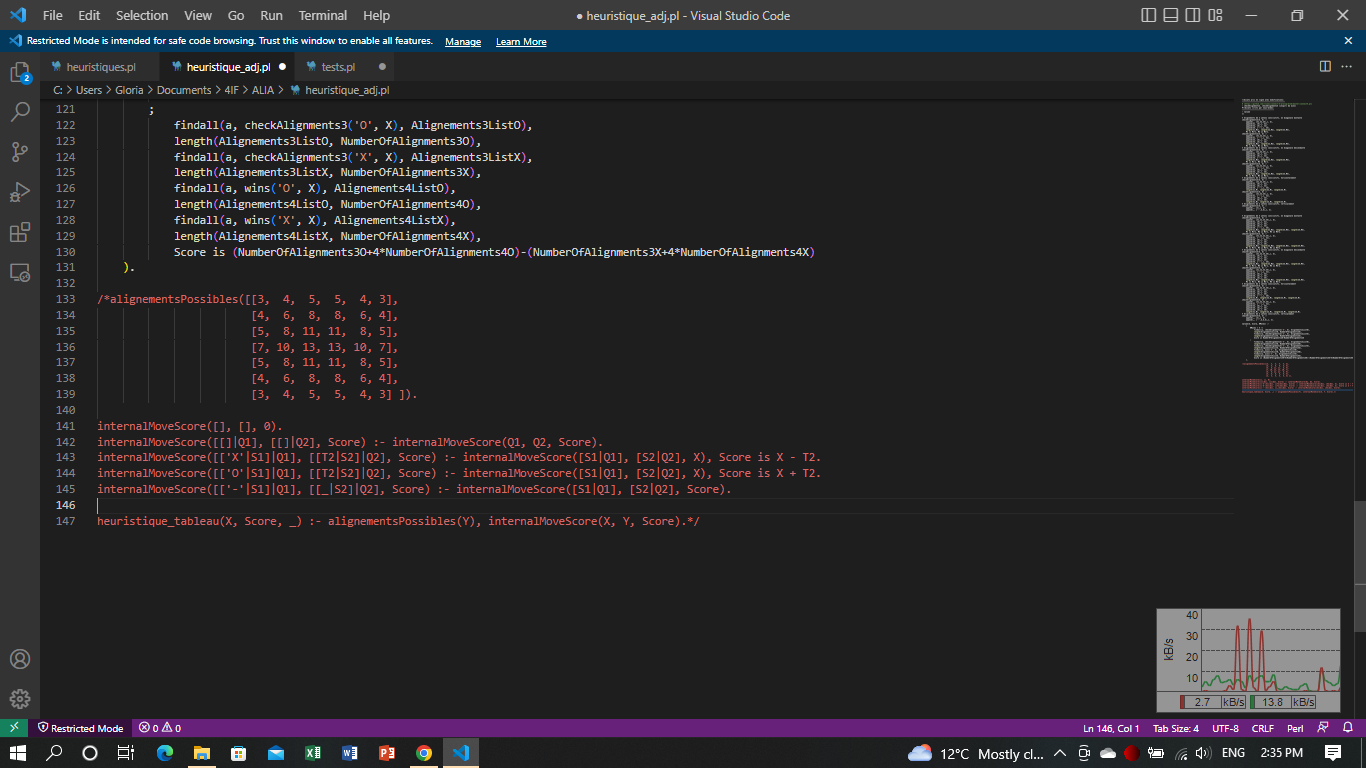 File Edit Selection View Go Run Terminal Help
● heuristique_adj.pl - Visual Studio Code
Restricted Mode is intended for safe code browsing. Trust this window to enable all features. Manage Learn More
2
heuristiques.pl heuristique_adj.pl tests.pl
C: > Users > Gloria > Documents > 4IF > ALIA > heuristique_adj.pl
121 ;
122 findall(a, checkAlignments3('O', X), Alignements3ListO),
123 length(Alignements3ListO, NumberOfAlignments3O),
124 findall(a, checkAlignments3('X', X), Alignements3ListX),
125 length(Alignements3ListX, NumberOfAlignments3X),
126 findall(a, wins('O', X), Alignements4ListO),
127 length(Alignements4ListO, NumberOfAlignments4O),
128 findall(a, wins('X', X), Alignements4ListX),
129 length(Alignements4ListX, NumberOfAlignments4X),
130 Score is (NumberOfAlignments3O+4*NumberOfAlignments4O)-(NumberOfAlignments3X+4*NumberOfAlignments4X)
131 ).
132
133 /*alignementsPossibles([[3, 4, 5, 5, 4, 3],
134 [4, 6, 8, 8, 6, 4],
135 [5, 8, 11, 11, 8, 5],
136 [7, 10, 13, 13, 10, 7],
137 [5, 8, 11, 11, 8, 5],
138 [4, 6, 8, 8, 6, 4],
139 [3, 4, 5, 5, 4, 3] ]).
140
141 internalMoveScore([], [], 0).
142 internalMoveScore([[]|Q1], [[]|Q2], Score) :- internalMoveScore(Q1, Q2, Score).
143 internalMoveScore([['X'|S1]|Q1], [[T2|S2]|Q2], Score) :- internalMoveScore([S1|Q1], [S2|Q2], X), Score is X - T2.
144 internalMoveScore([['O'|S1]|Q1], [[T2|S2]|Q2], Score) :- internalMoveScore([S1|Q1], [S2|Q2], X), Score is X + T2.
145 internalMoveScore([['-'|S1]|Q1], [[_|S2]|Q2], Score) :- internalMoveScore([S1|Q1], [S2|Q2], Score).
146
147 heuristique_tableau(X, Score, _) :- alignementsPossibles(Y), internalMoveScore(X, Y, Score).*/
kB/s
40
30
20
10
2.7 kB/s 13.8 kB/s
Restricted Mode 0 0 Ln 146, Col 1 Tab Size: 4 UTF-8 CRLF Perl
12°C Mostly cl... ENG 2:35 PM